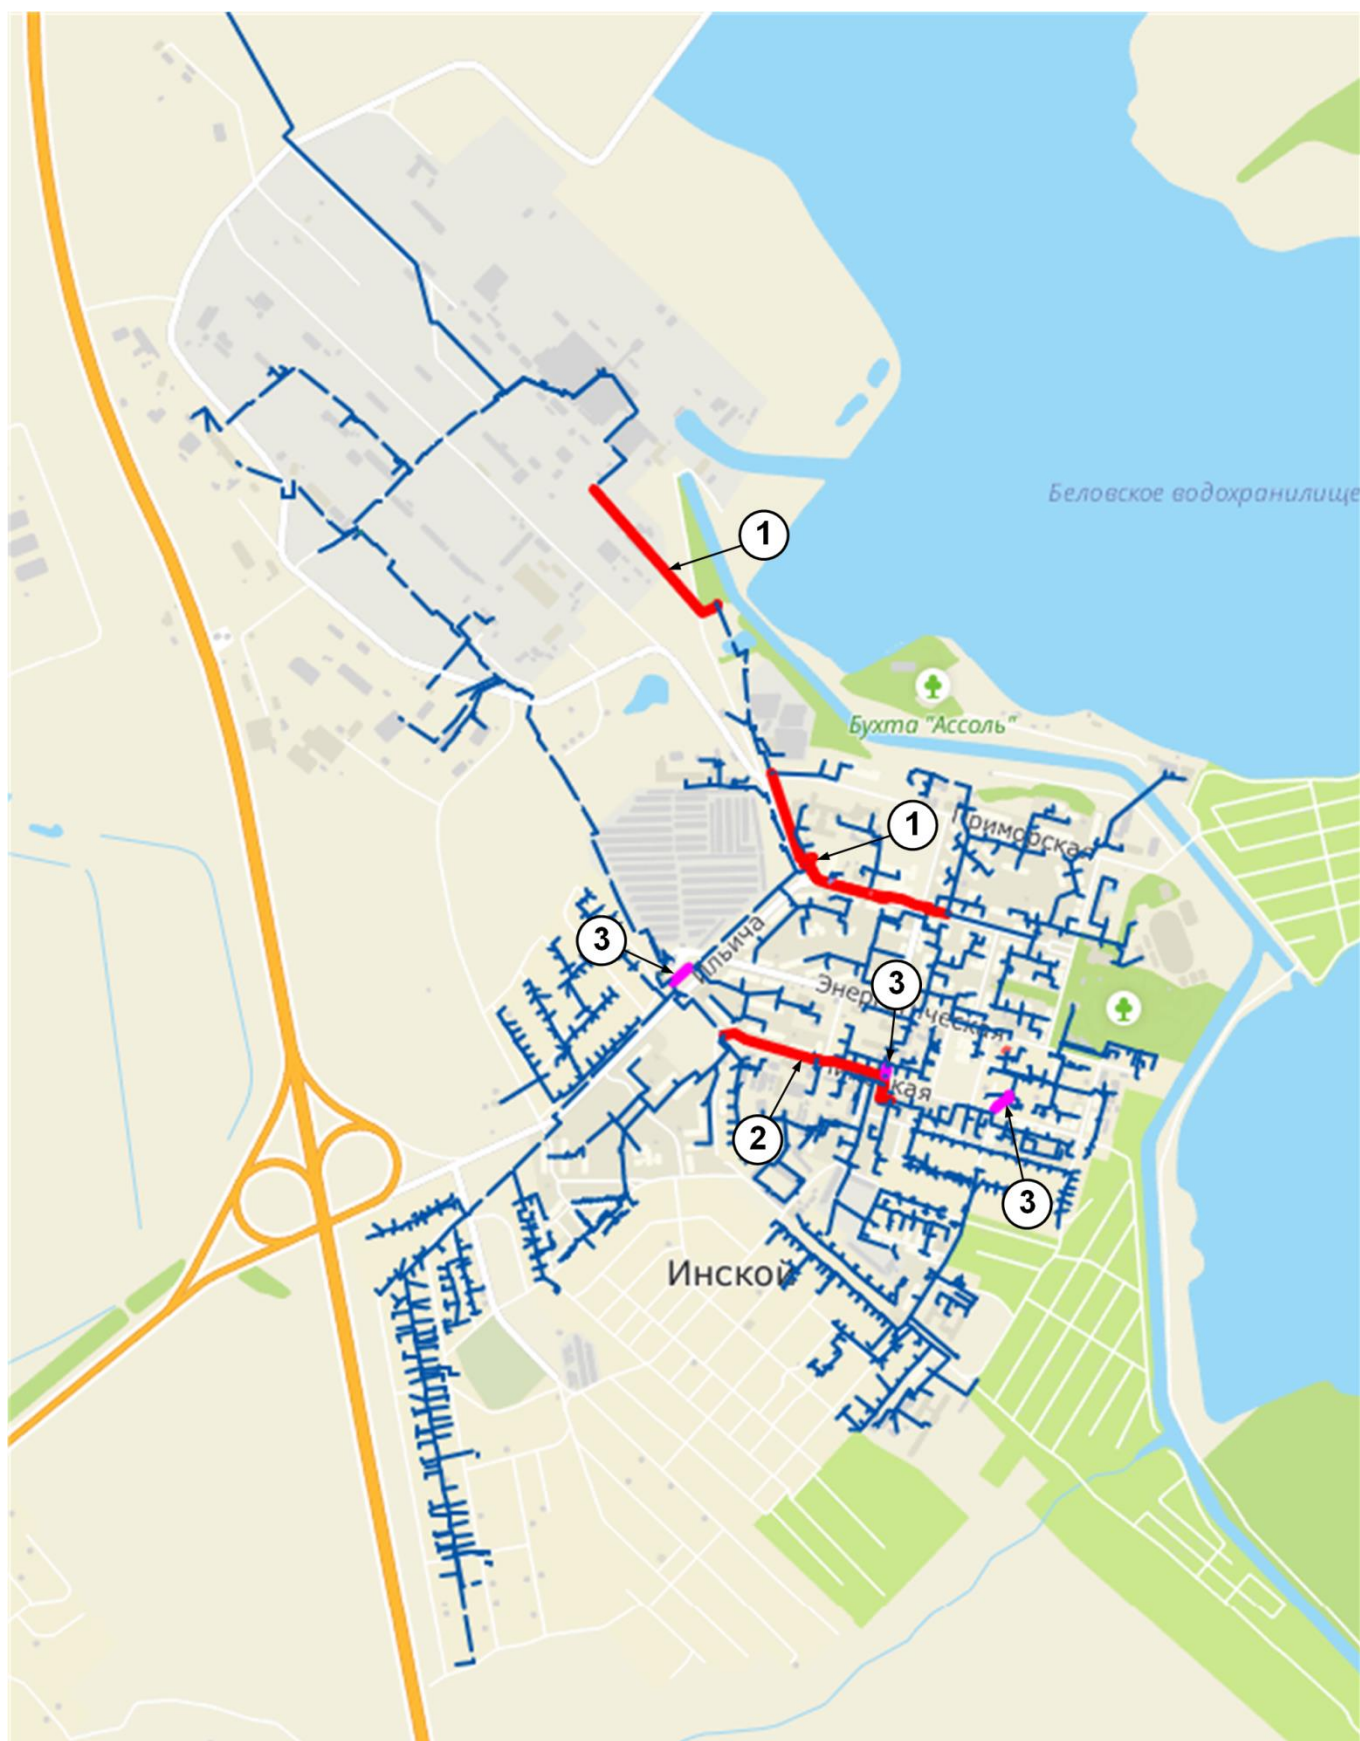 Беловское водохранилище
1
Бухта "Ассоль"
1
Приморская
3
Ильича
3
Энергетическая
2
3
Инской